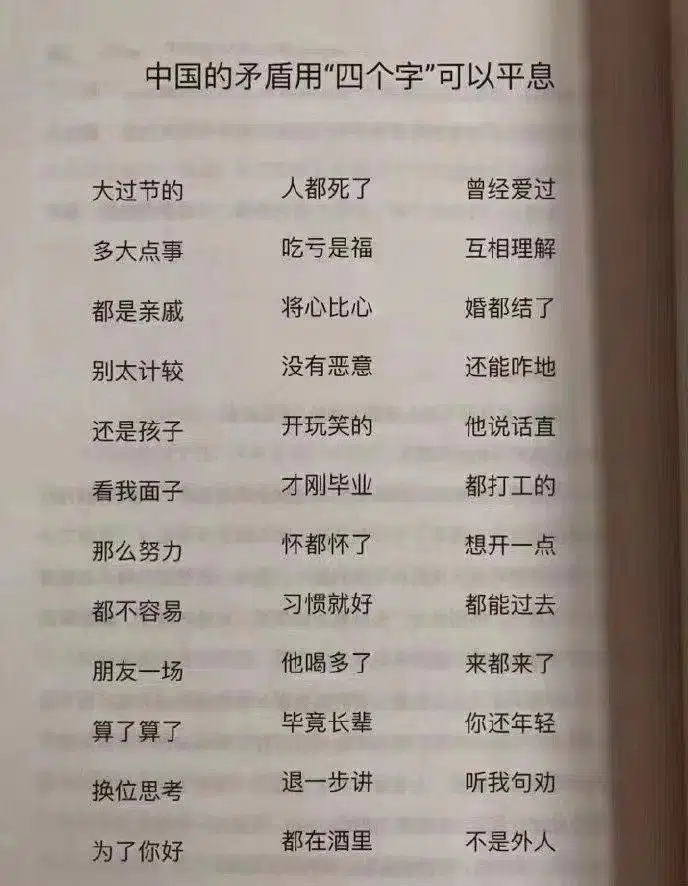 中国的矛盾用“四个字”可以平息
大过节的 人都死了 曾经爱过
多大点事 吃亏是福 互相理解
都是亲戚 将心比心 婚都结了
别太计较 没有恶意 还能咋地
还是孩子 开玩笑的 他说话直
看我面子 才刚毕业 都打工的
那么努力 怀都怀了 想开一点
都不容易 习惯就好 都能过去
朋友一场 他喝多了 来都来了
算了算了 毕竟长辈 你还年轻
换位思考 退一步讲 听我句劝
为了你好 都在酒里 不是外人